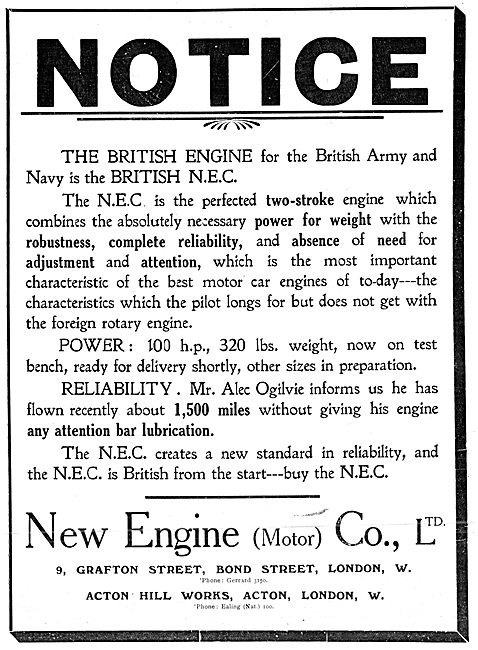 NOTICE
THE BRITISH ENGINE for the British Army and
Navy is the BRITISH N.E.C.
The N.E.C. is the perfected two-stroke engine which
combines the absolutely necessary power for weight with the
robustness, complete reliability, and absence of need for
adjustment and attention, which is the most important
characteristic of the best motor car engines of to-day---the
characteristics which the pilot longs for but does not get with
the foreign rotary engine.
POWER: 100 h.p., 320 lbs. weight, now on test
bench, ready for delivery shortly, other sizes in preparation.
RELIABILITY. Mr. Alec Ogilvie informs us he has
flown recently about 1,500 miles without giving his engine
any attention bar lubrication.
The N.E.C. creates a new standard in reliability, and
the N.E.C. is British from the start---buy the N.E.C.
New Engine (Motor) Co., LTD.
9, GRAFTON STREET, BOND STREET, LONDON, W.
'Phone: Gerrard 3150.
ACTON HILL WORKS, ACTON, LONDON, W.
'Phone: Ealing (Nat.) 100.